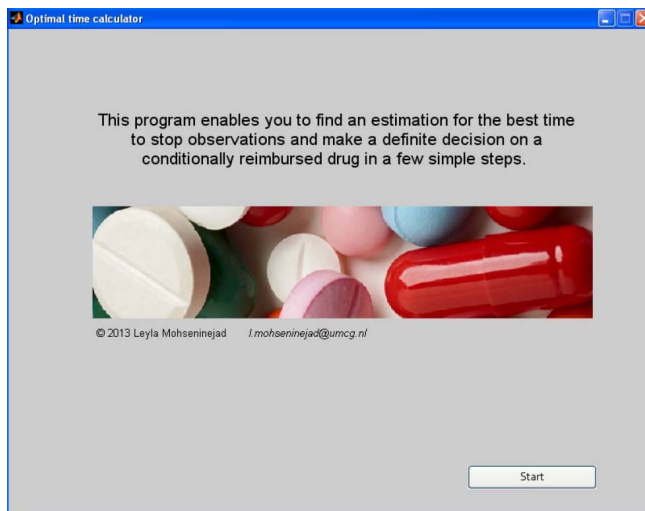 Optimal time calculator
This program enables you to find an estimation for the best time
to stop observations and make a definite decision on a
conditionally reimbursed drug in a few simple steps.
© 2013 Leyla Mohseninejad l.mohseninejad@umcg.nl
Start